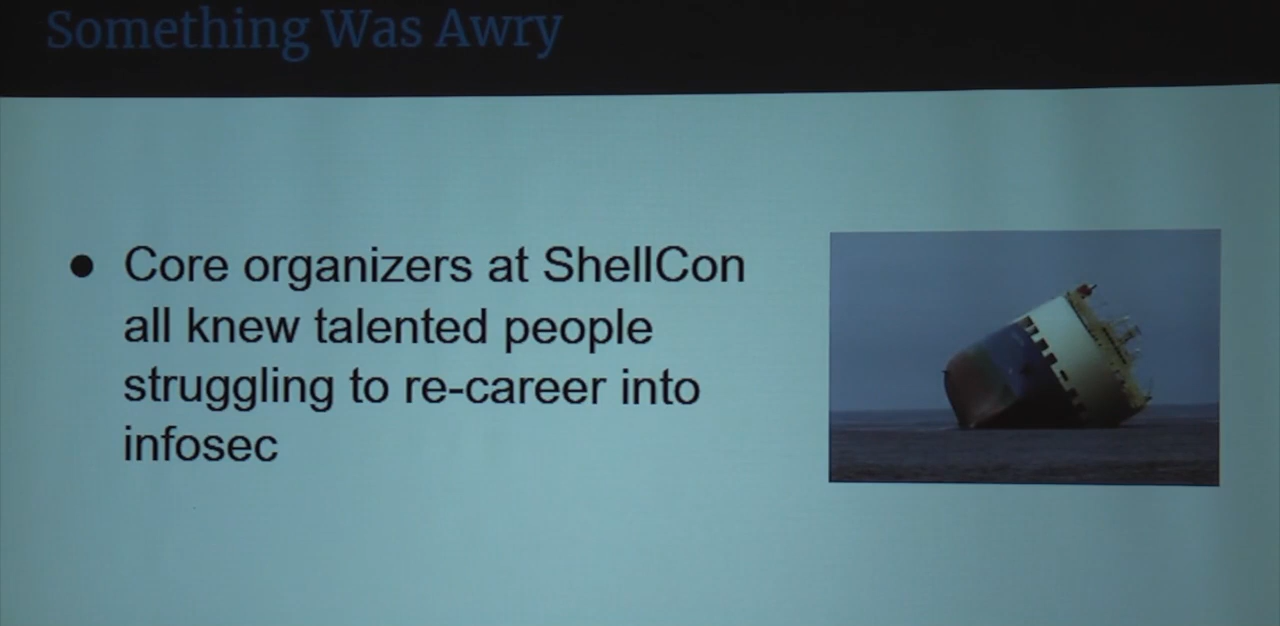 Something Was Awry
● Core organizers at ShellCon
all knew talented people
struggling to re-career into
infosec